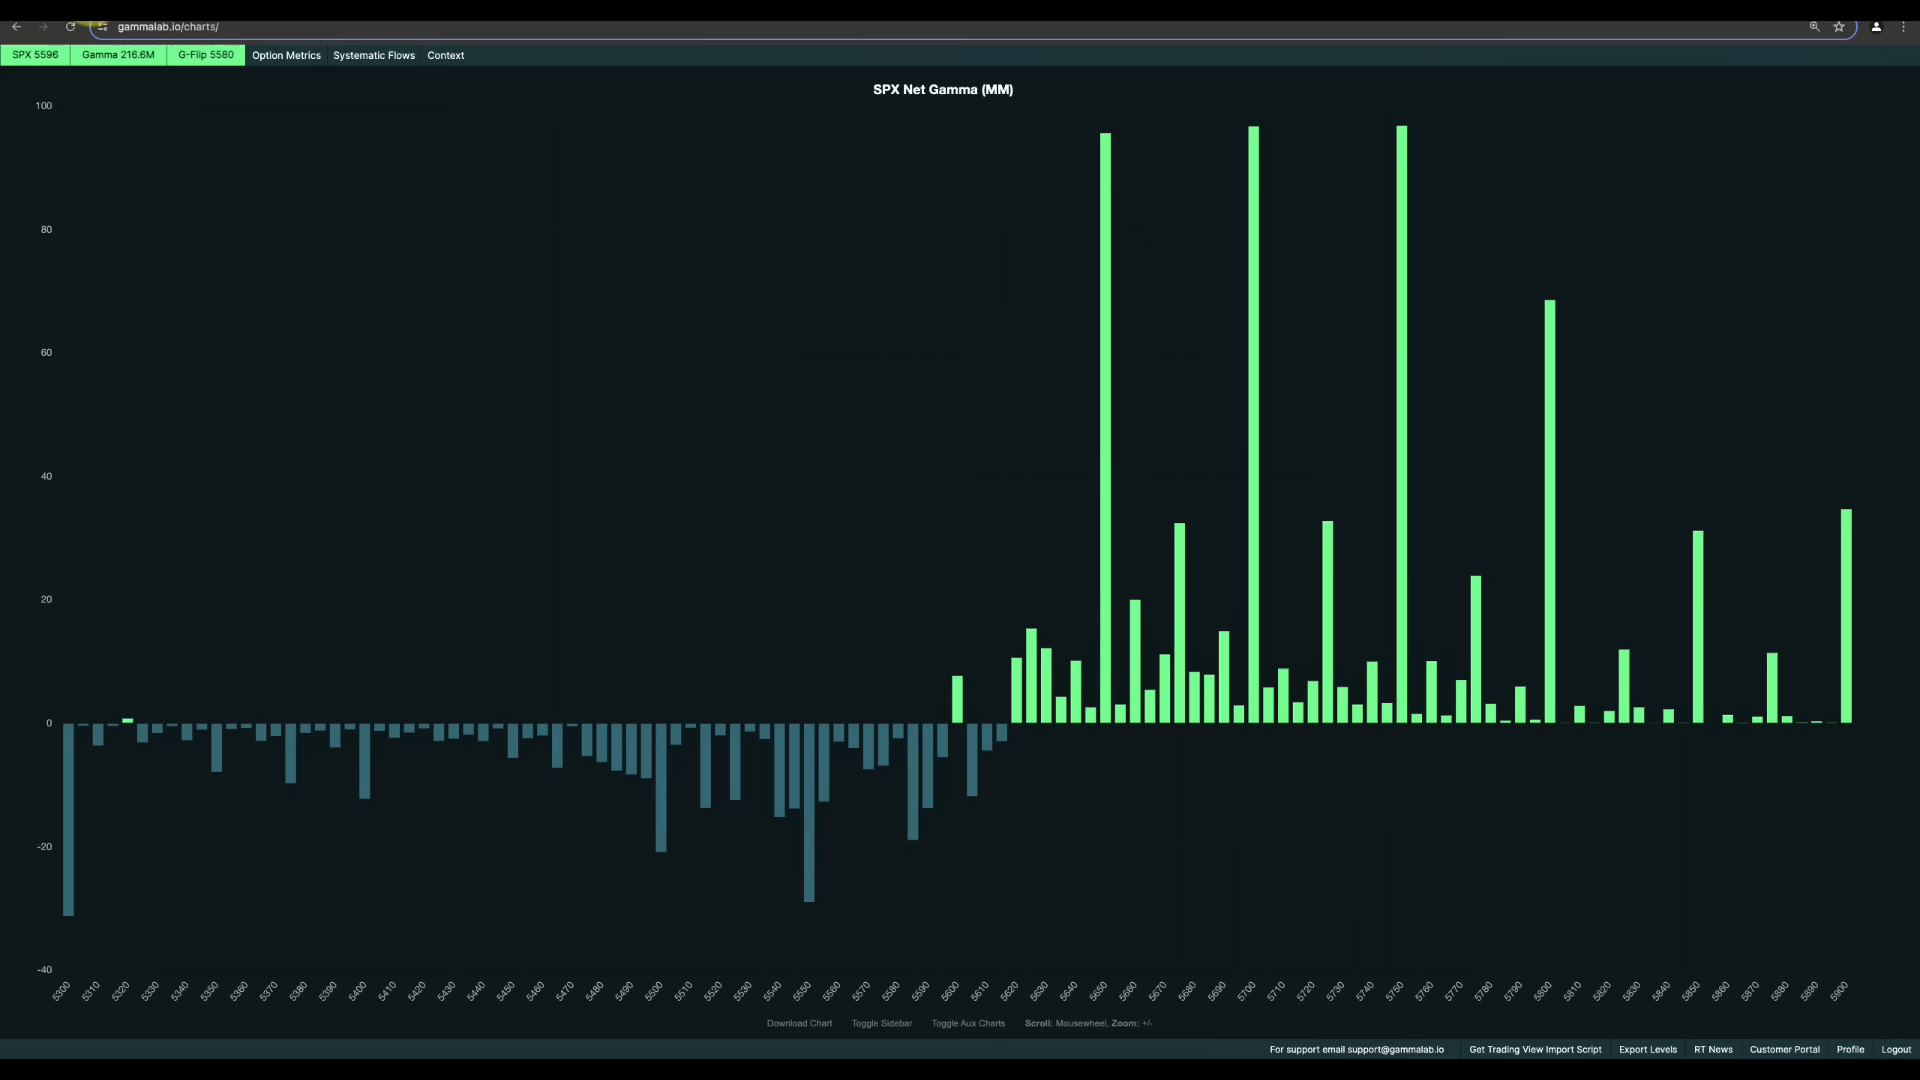 gammalab.io/charts/
SPX 5596 Gamma 216.6M G-Flip 5580 Option Metrics Systematic Flows Context
SPX Net Gamma (MM)
100
80
60
40
20
0
-20
-40
5300 5310 5320 5330 5340 5350 5360 5370 5380 5390 5400 5410 5420 5430 5440 5450 5460 5470 5480 5490 5500 5510 5520 5530 5540 5550 5560 5570 5580 5590 5600 5610 5620 5630 5640 5650 5660 5670 5680 5690 5700 5710 5720 5730 5740 5750 5760 5770 5780 5790 5800 5810 5820 5830 5840 5850 5860 5870 5880 5890 5900
Download Chart Toggle Sidebar Toggle Aux Charts Scroll: Mousewheel, Zoom: +/-
For support email support@gammalab.io Get Trading View Import Script Export Levels RT News Customer Portal Profile Logout